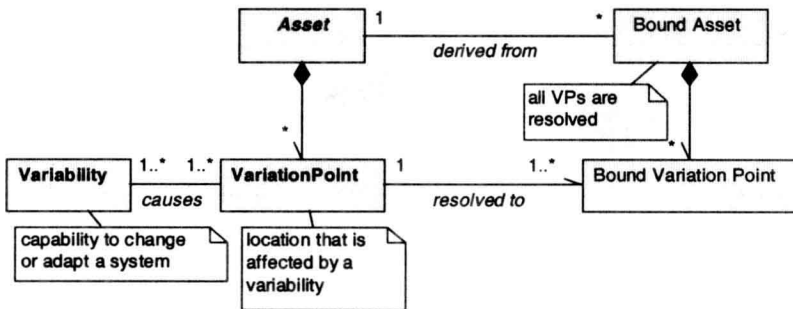 Asset
1
*
Bound Asset
derived from
all VPs are
resolved
*
*
Variability
1..*
1..*
VariationPoint
1
1..*
Bound Variation Point
causes
resolved to
capability to change
or adapt a system
location that is
affected by a
variability